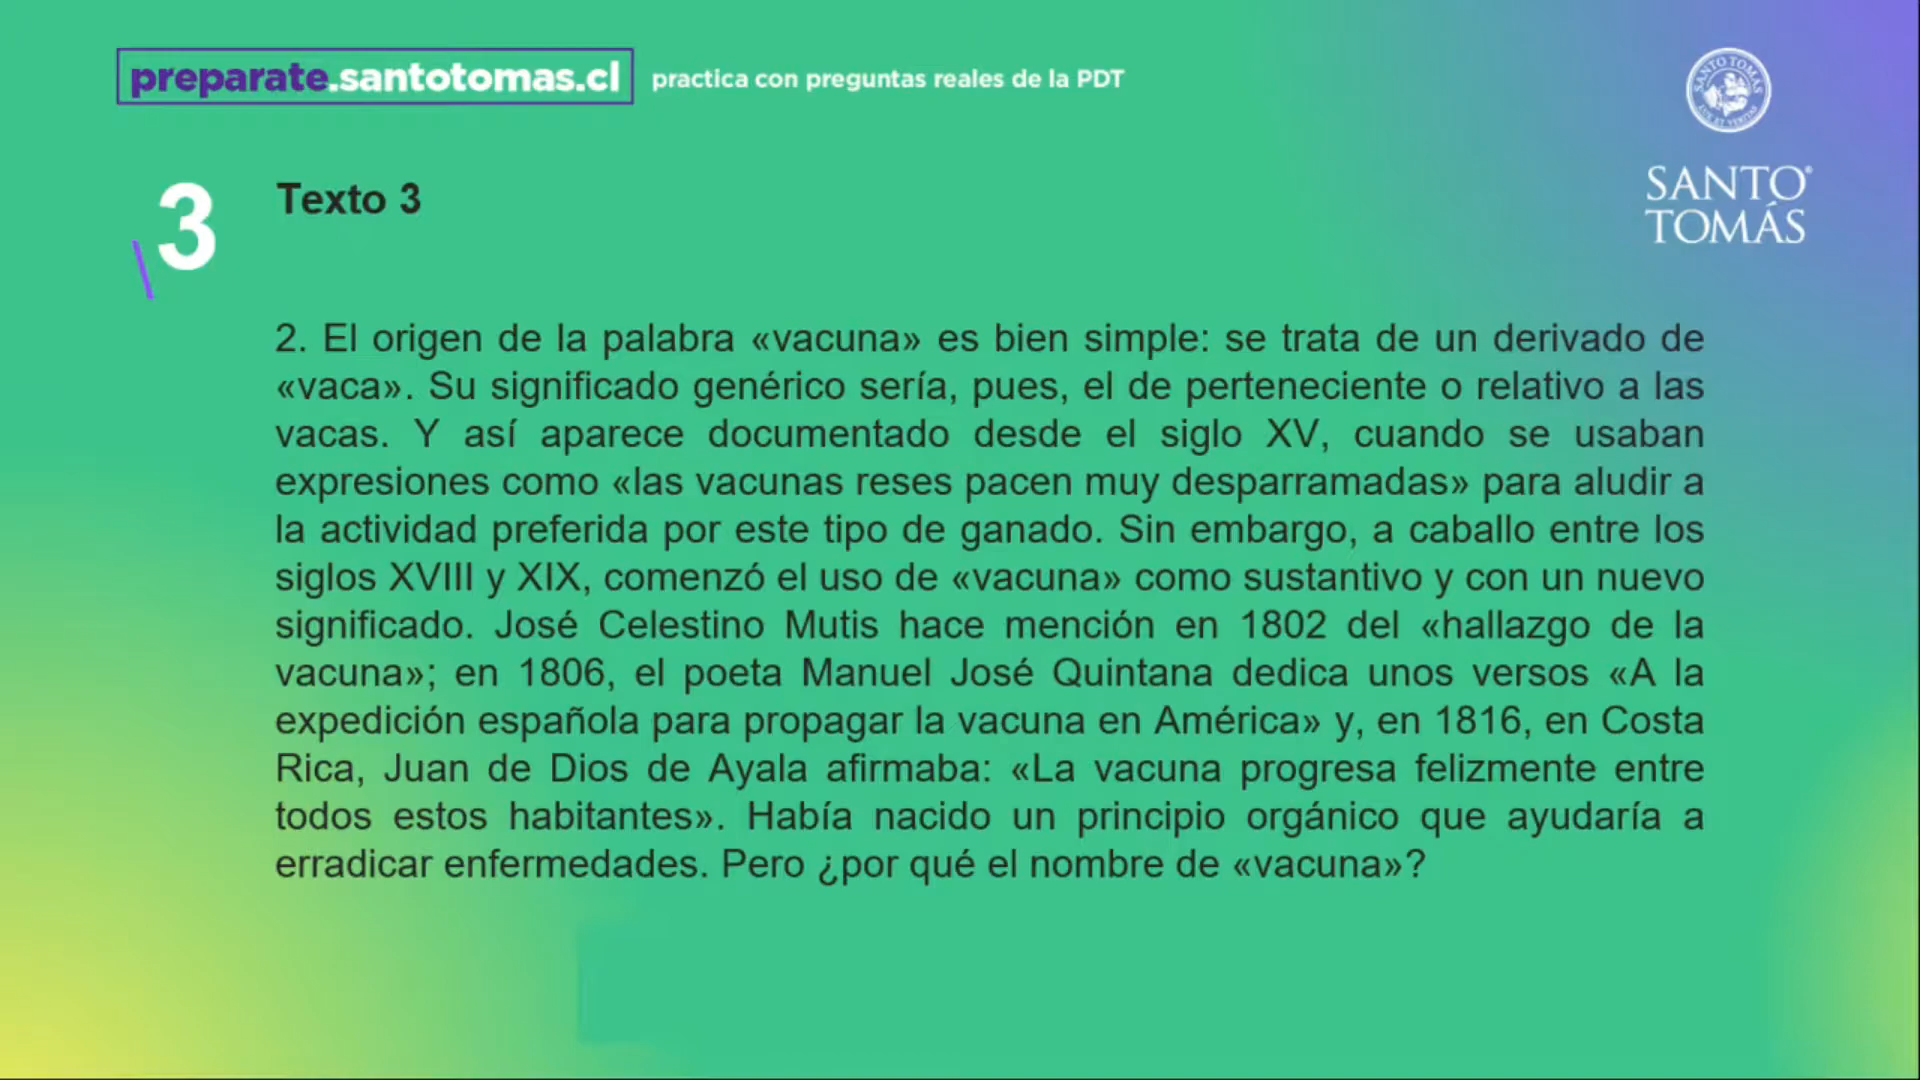 preparate.santotomas.cl practica con preguntas reales de la PDT
SANTO TOMAS
SANTO
TOMÁS
3
Texto 3
2. El origen de la palabra «vacuna» es bien simple: se trata de un derivado de
«vaca». Su significado genérico sería, pues, el de perteneciente o relativo a las
vacas. Y así aparece documentado desde el siglo XV, cuando se usaban
expresiones como «las vacunas reses pacen muy desparramadas» para aludir a
la actividad preferida por este tipo de ganado. Sin embargo, a caballo entre los
siglos XVIII y XIX, comenzó el uso de «vacuna» como sustantivo y con un nuevo
significado. José Celestino Mutis hace mención en 1802 del «hallazgo de la
vacuna»; en 1806, el poeta Manuel José Quintana dedica unos versos «A la
expedición española para propagar la vacuna en América» y, en 1816, en Costa
Rica, Juan de Dios de Ayala afirmaba: «La vacuna progresa felizmente entre
todos estos habitantes». Había nacido un principio orgánico que ayudaría a
erradicar enfermedades. Pero ¿por qué el nombre de «vacuna»?